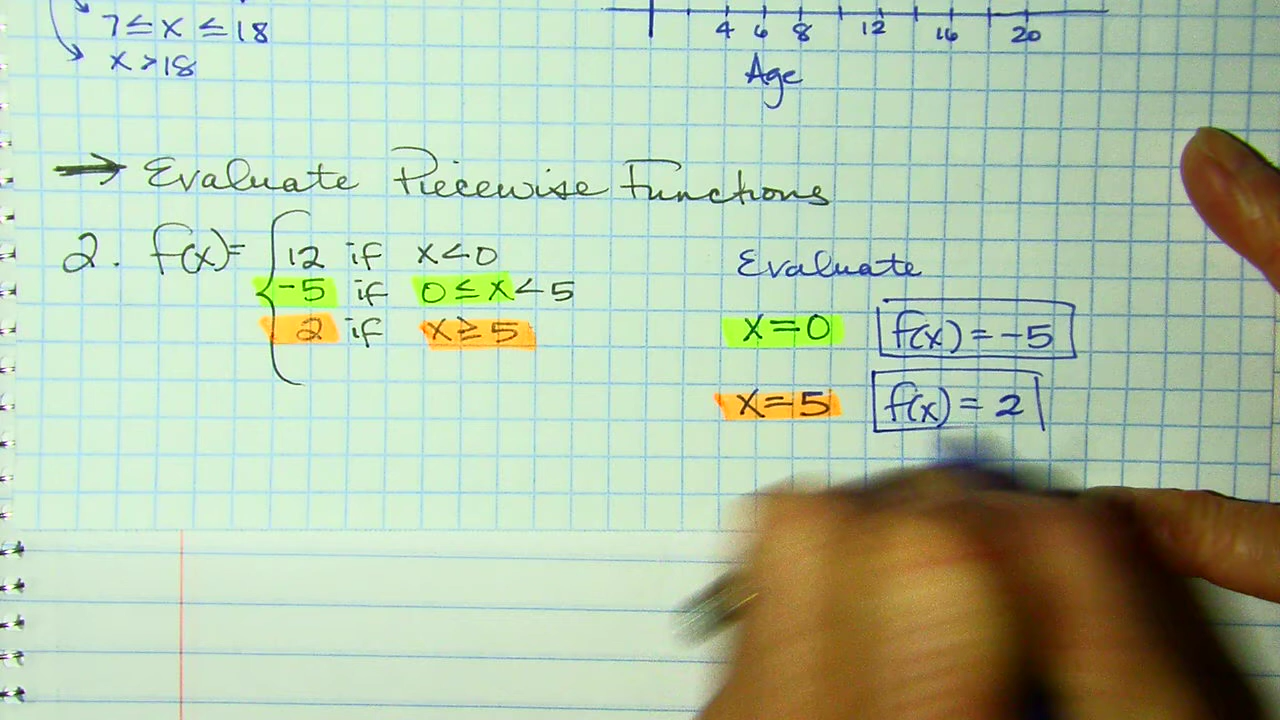 7 ≤ x ≤ 18
x > 18
4 6 8 12 16 20
Age
→ Evaluate Piecewise Functions
2. f(x)= { 12 if x<0
-5 if 0 ≤ x < 5
2 if x ≥ 5
Evaluate
x=0 f(x) = -5
x=5 f(x) = 2